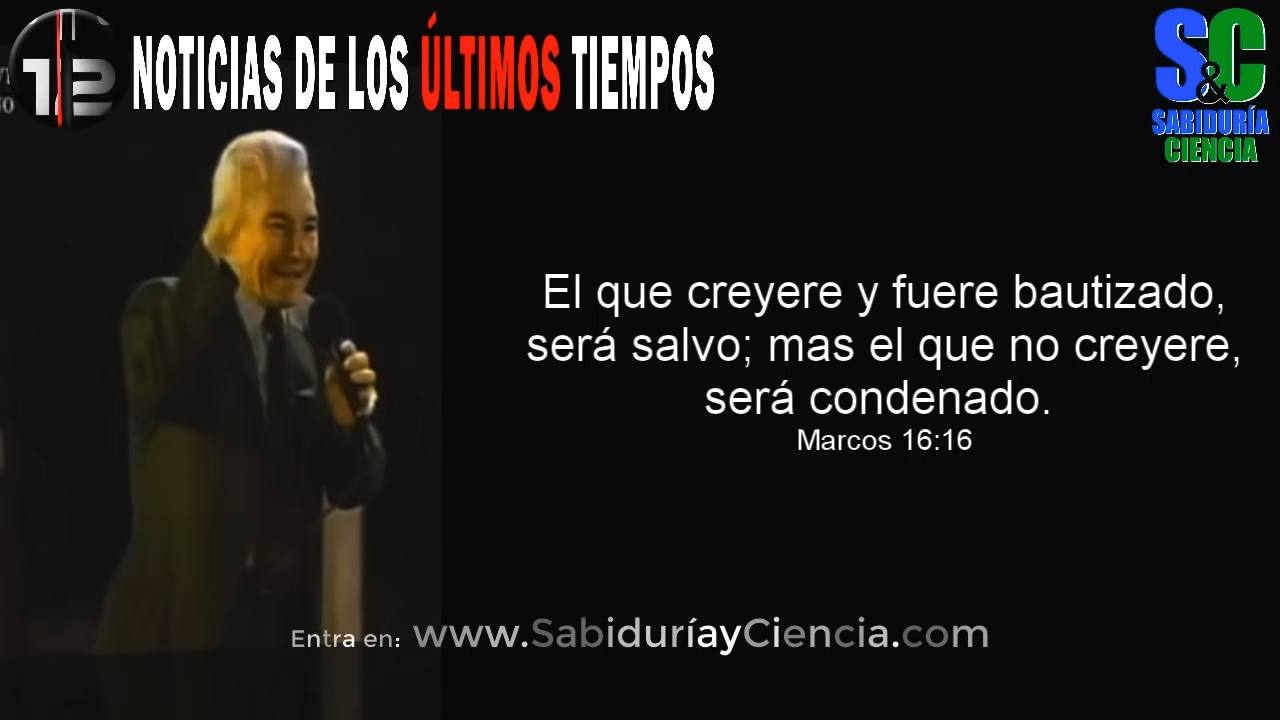 12
NOTICIAS DE LOS ÚLTIMOS TIEMPOS
S&C
SABIDURÍA
CIENCIA
El que creyere y fuere bautizado,
será salvo; mas el que no creyere,
será condenado.
Marcos 16:16
Entra en: www.SabiduríayCiencia.com